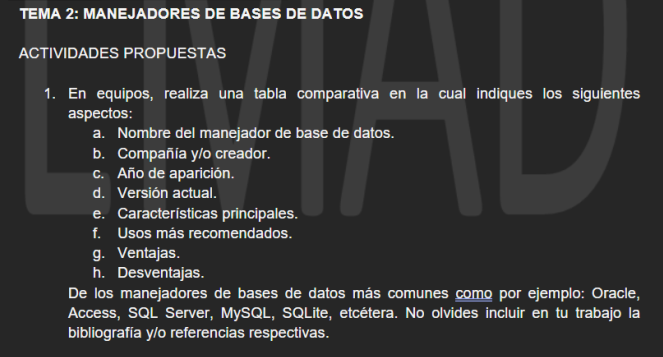 TEMA 2: MANEJADORES DE BASES DE DATOS
ACTIVIDADES PROPUESTAS
1. En equipos, realiza una tabla comparativa en la cual indiques los siguientes
aspectos:
a. Nombre del manejador de base de datos.
b. Compañía y/o creador.
c. Año de aparición.
d. Versión actual.
e. Características principales.
f. Usos más recomendados.
g. Ventajas.
h. Desventajas.
De los manejadores de bases de datos más comunes como por ejemplo: Oracle,
Access, SQL Server, MySQL, SQLite, etcétera. No olvides incluir en tu trabajo la
bibliografía y/o referencias respectivas.